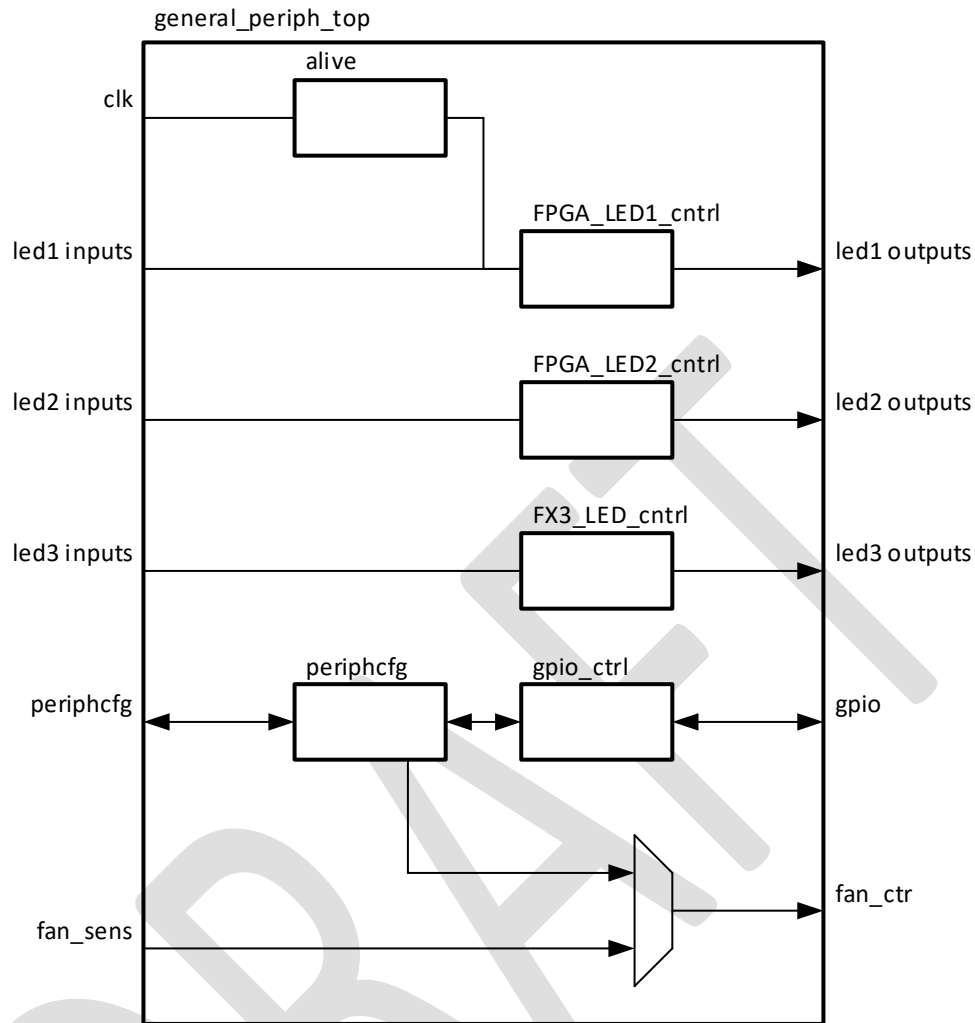 general_periph_top
alive
clk
FPGA_LED1_cntrl
led1 inputs
led1 outputs
FPGA_LED2_cntrl
led2 inputs
led2 outputs
FX3_LED_cntrl
led3 inputs
led3 outputs
periphcfg
gpio_ctrl
periphcfg
gpio
fan_ctr
fan_sens
DRAFT